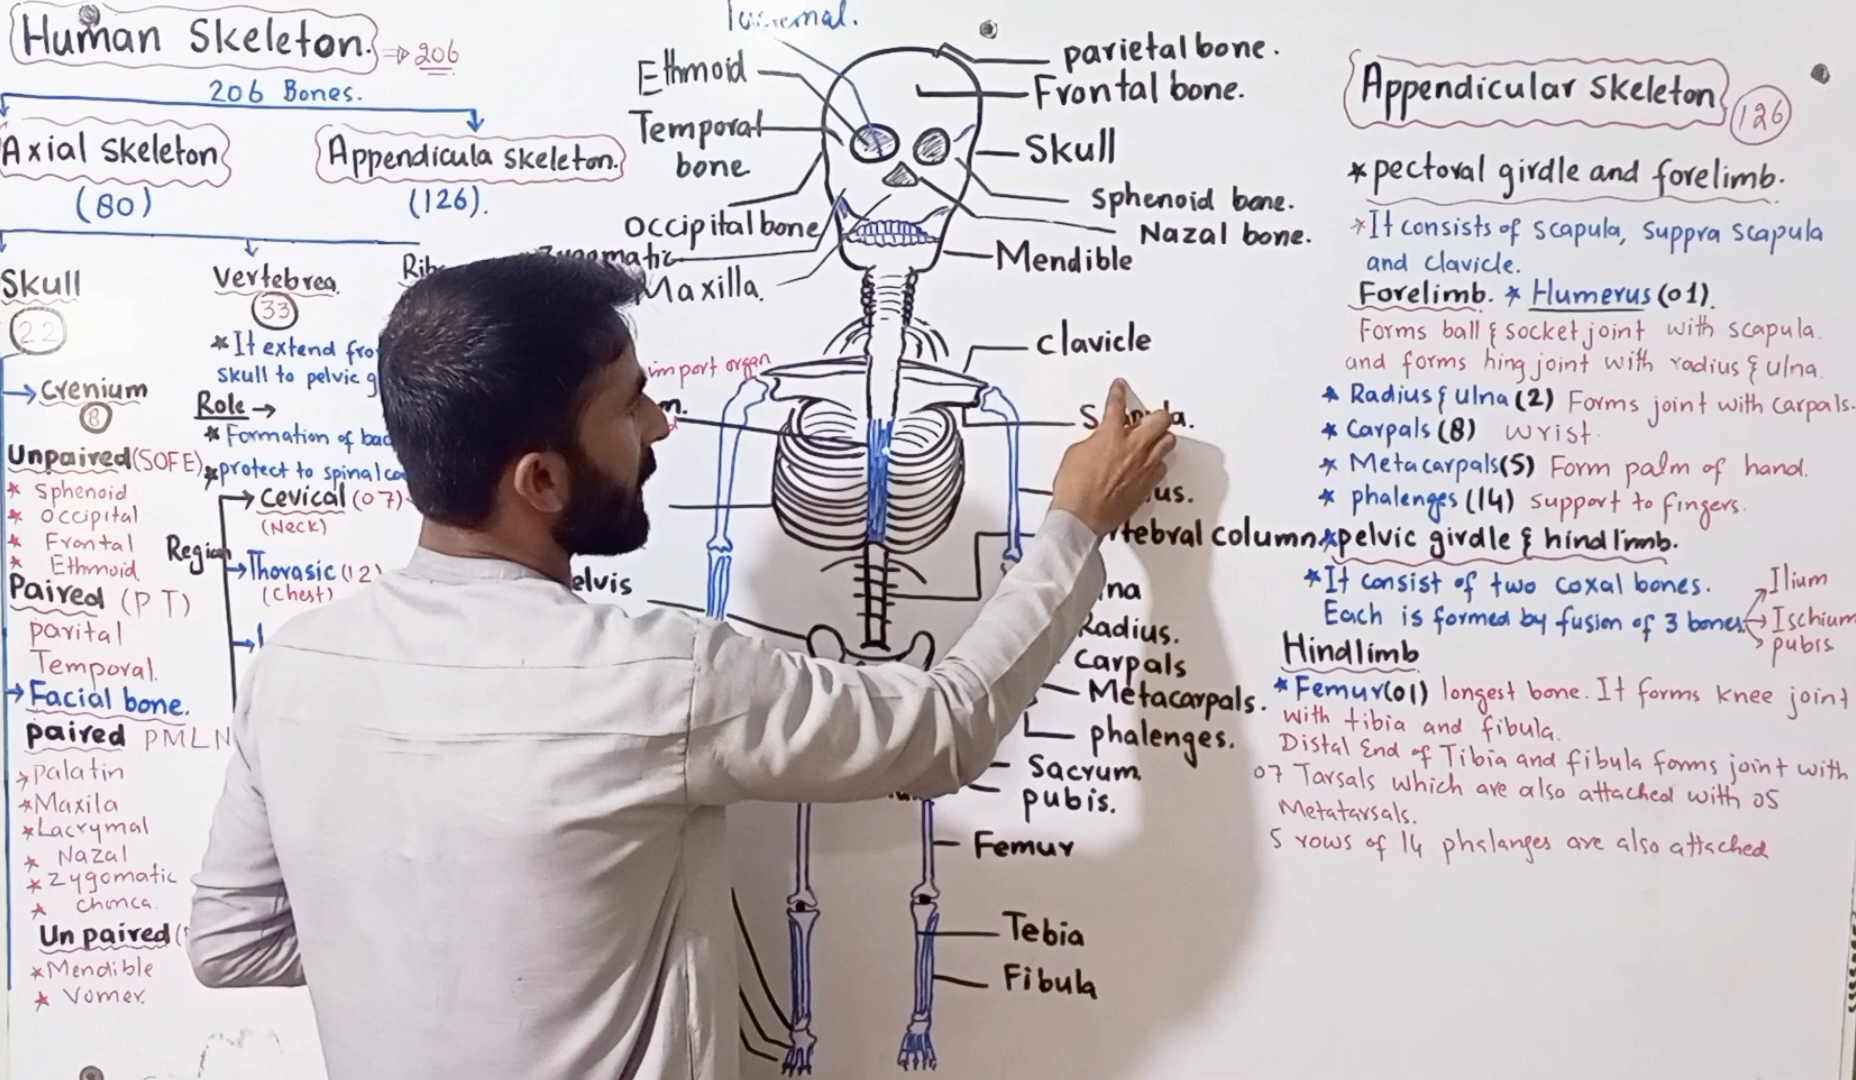 Human Skeleton. ⇒ 206
206 Bones.
Axial Skeleton
(80)
Appendicula skeleton.
(126).
Skull
22
→ Crenium
8
Unpaired (SOFE)
* Sphenoid
* occipital
* Frontal
* Ethmoid
Paired (PT)
parital
Temporal.
→ Facial bone.
paired PMLN
→ palatin
* Maxila
* Lacrymal
* Nazal
* Zygomatic
* chonca.
Unpaired (
* Mendible
* Vomer.
Vertebrea
33
* It extend
skull to pelvic
Role →
* Formation of
* protect to spinal
Region
→ Cevical (07)
(Neck)
→ Thorasic (12)
(Chest)
Ethmoid
Temporal
bone
occipital bone
Zygomatic
Maxilla.
import organ
parietal bone.
Frontal bone.
Skull
sphenoid bone.
Nazal bone.
Mendible
clavicle
column
Radius.
Carpals
Metacarpals.
phalenges.
Sacrum
pubis.
Femur
Tebia
Fibula
Appendicular Skeleton
126
* pectoral girdle and forelimb.
* It consists of scapula, suppra scapula
and clavicle.
Forelimb. * Humerus (01).
Forms ball & socket joint with scapula.
and forms hing joint with radius & ulna.
* Radius & ulna (2) Forms joint with carpals.
* Carpals (8) wrist.
* Metacarpals (5) Form palm of hand.
* phalenges (14) support to fingers.
* pelvic girdle & hind limb.
* It consist of two coxal bones.
Each is formed by fusion of 3 bones
Ilium
Ischium
pubis
Hindlimb
* Femur (01) longest bone. It forms knee joint
with tibia and fibula.
Distal End of Tibia and fibula forms joint with
07 Tarsals which are also attached with 05
Metatarsals.
5 rows of 14 phalanges are also attached